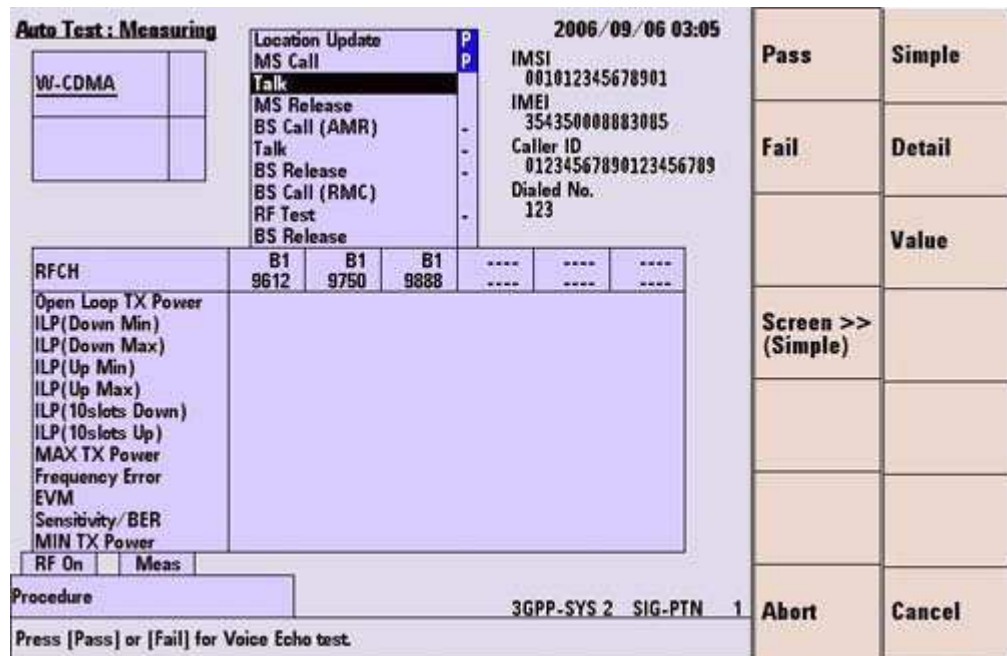 Auto Test : Measuring
2006/09/06 03:05
W-CDMA
Location Update P
MS Call P
Talk
MS Release
BS Call (AMR) -
Talk -
BS Release -
BS Call (RMC)
RF Test -
BS Release
IMSI
001012345678901
IMEI
354350008883085
Caller ID
01234567890123456789
Dialed No.
123
RFCH B1 B1 B1 ---- ---- ----
9612 9750 9888 ---- ---- ----
Open Loop TX Power
ILP(Down Min)
ILP(Down Max)
ILP(Up Min)
ILP(Up Max)
ILP(10slots Down)
ILP(10slots Up)
MAX TX Power
Frequency Error
EVM
Sensitivity/BER
MIN TX Power
RF On Meas
Procedure
3GPP-SYS 2 SIG-PTN 1
Press [Pass] or [Fail] for Voice Echo test.
Pass Simple
Fail Detail
Value
Screen >>
(Simple)
Abort Cancel